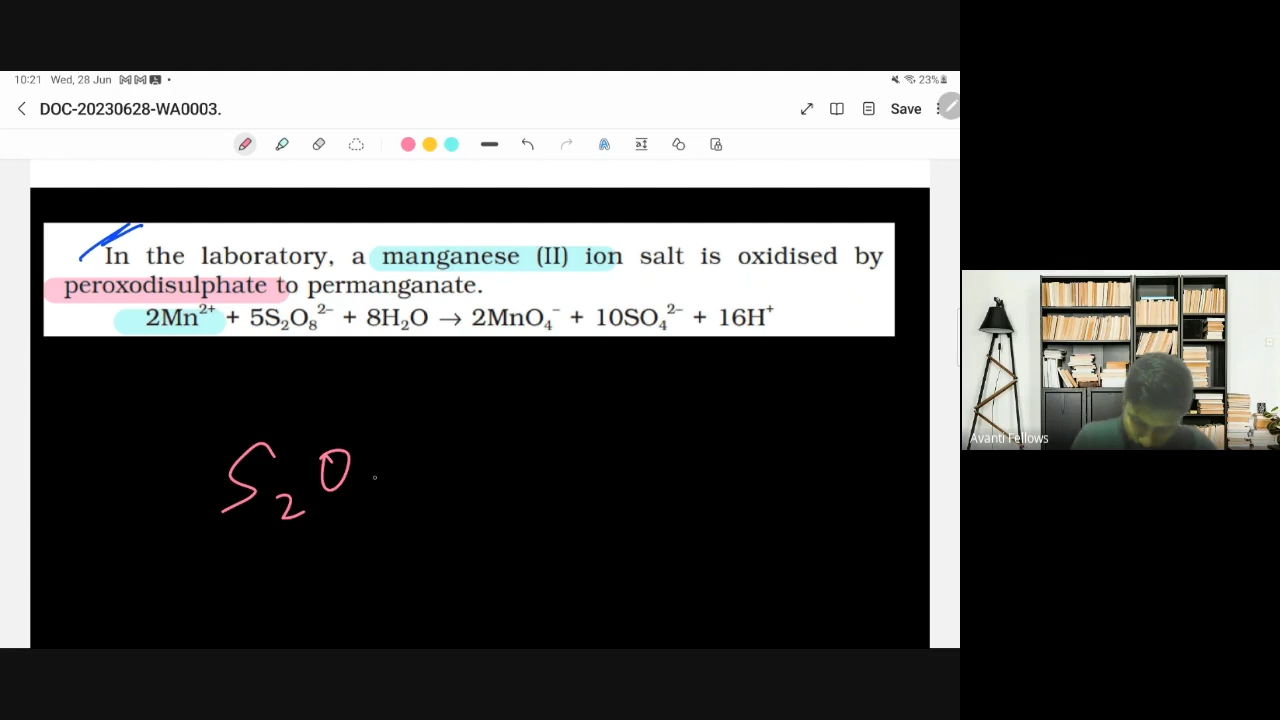 10:21 Wed, 28 Jun
23%
DOC-20230628-WA0003.
Save
In the laboratory, a manganese (II) ion salt is oxidised by
peroxodisulphate to permanganate.
2Mn²⁺ + 5S₂O₈²⁻ + 8H₂O → 2MnO₄⁻ + 10SO₄²⁻ + 16H⁺
S₂O
Avanti Fellows